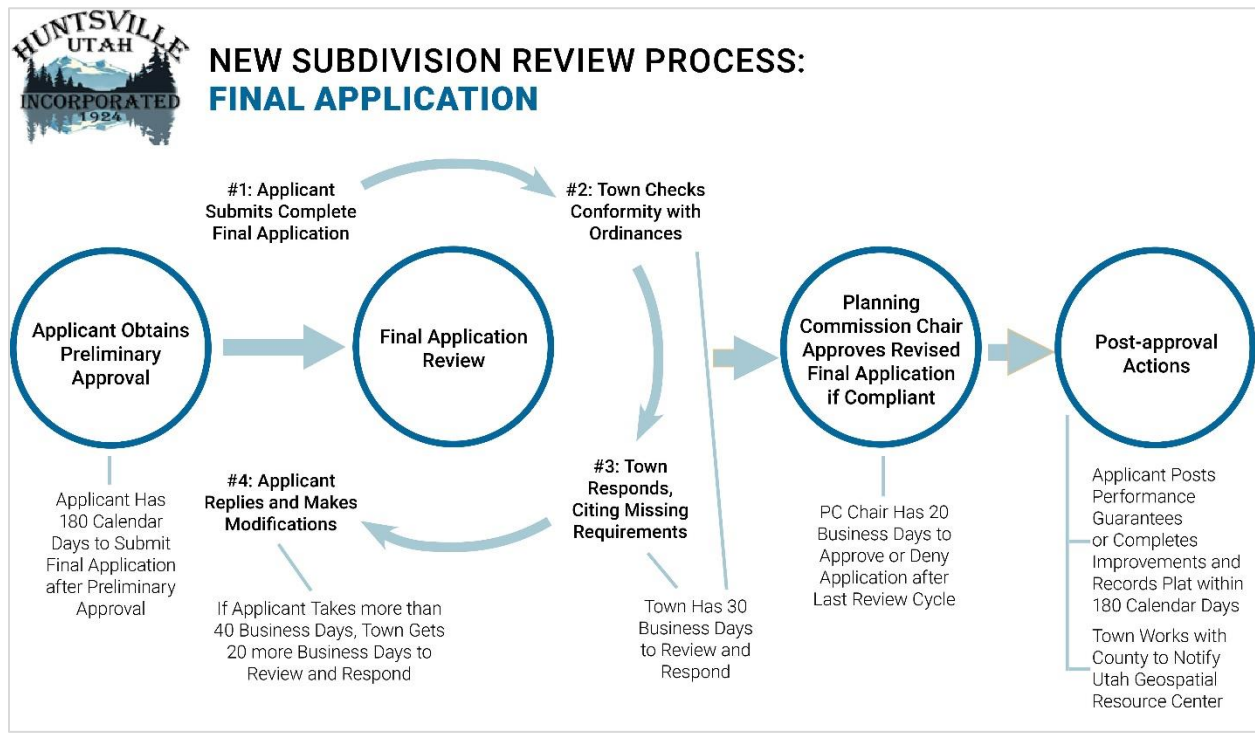 HUNTSVILLE
UTAH
INCORPORATED
1924
NEW SUBDIVISION REVIEW PROCESS:
FINAL APPLICATION
#1: Applicant
Submits Complete
Final Application
#2: Town Checks
Conformity with
Ordinances
Applicant Obtains
Preliminary
Approval
Final Application
Review
Planning
Commission Chair
Approves Revised
Final Application
if Compliant
Post-approval
Actions
#4: Applicant
Replies and Makes
Modifications
#3: Town
Responds,
Citing Missing
Requirements
Applicant Has
180 Calendar
Days to Submit
Final Application
after Preliminary
Approval
If Applicant Takes more than
40 Business Days, Town Gets
20 more Business Days to
Review and Respond
Town Has 30
Business Days
to Review and
Respond
PC Chair Has 20
Business Days to
Approve or Deny
Application after
Last Review Cycle
Applicant Posts
Performance
Guarantees
or Completes
Improvements and
Records Plat within
180 Calendar Days
Town Works with
County to Notify
Utah Geospatial
Resource Center